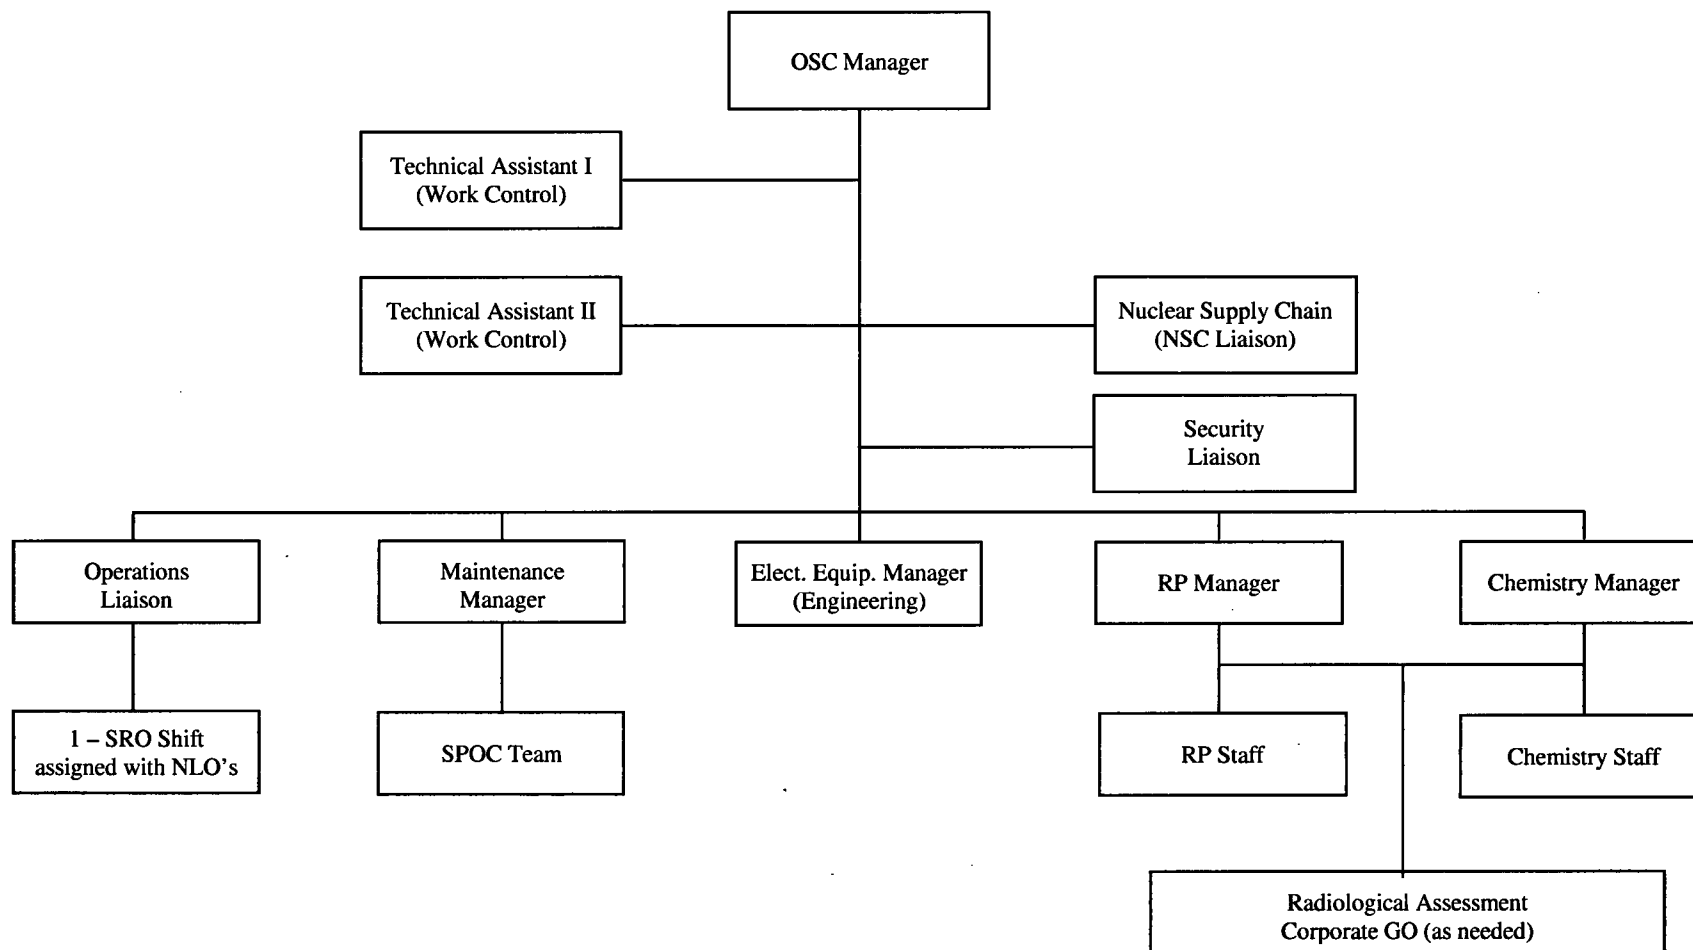 OSC Manager
Technical Assistant I
(Work Control)
Technical Assistant II
(Work Control)
Nuclear Supply Chain
(NSC Liaison)
Security
Liaison
Operations
Liaison
Maintenance
Manager
Elect. Equip. Manager
(Engineering)
RP Manager
Chemistry Manager
1 – SRO Shift
assigned with NLO's
SPOC Team
RP Staff
Chemistry Staff
Radiological Assessment
Corporate GO (as needed)